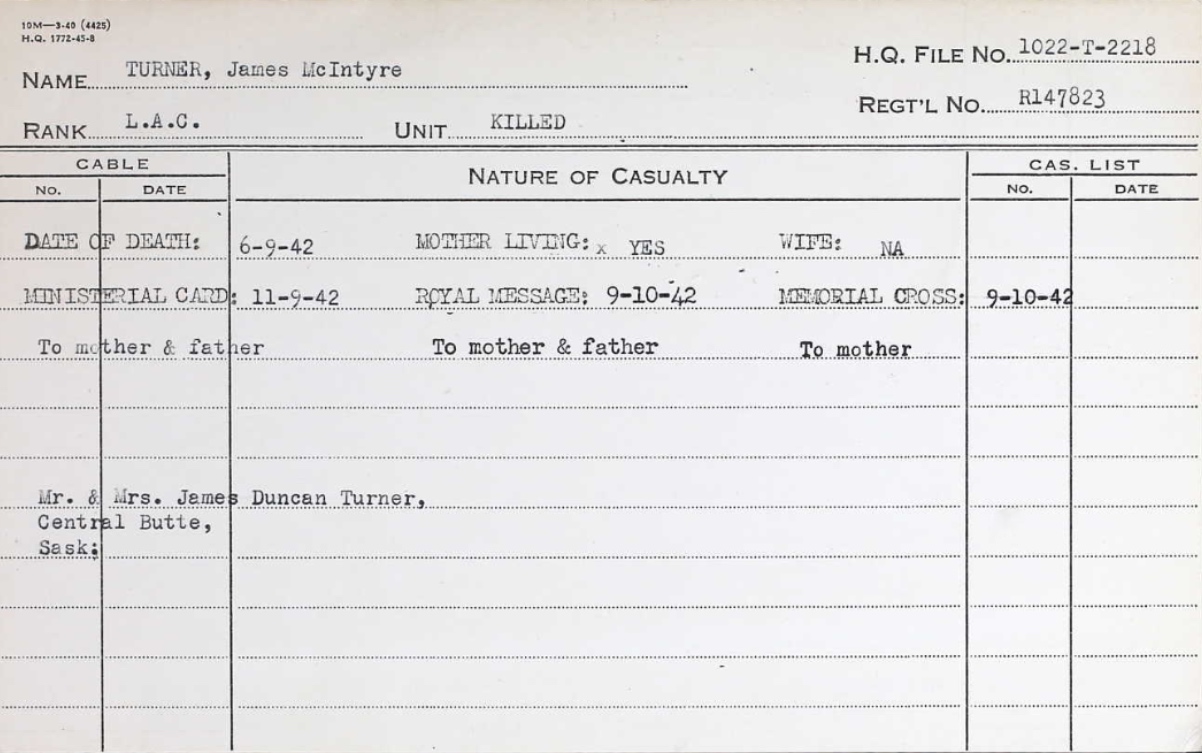 10M—3-40 (4425)
H.Q. 1772-45-8
NAME TURNER, James McIntyre
H.Q. FILE NO. 1022-T-2218
REGT'L NO. R147823
RANK L.A.C. UNIT KILLED
CABLE NATURE OF CASUALTY CAS. LIST
NO. DATE NO. DATE
DATE OF DEATH: 6-9-42 MOTHER LIVING: x YES WIFE: NA
MINISTERIAL CARD: 11-9-42 ROYAL MESSAGE: 9-10-42 MEMORIAL CROSS: 9-10-42
To mother & father To mother & father To mother
Mr. & Mrs. James Duncan Turner,
Central Butte,
Sask: